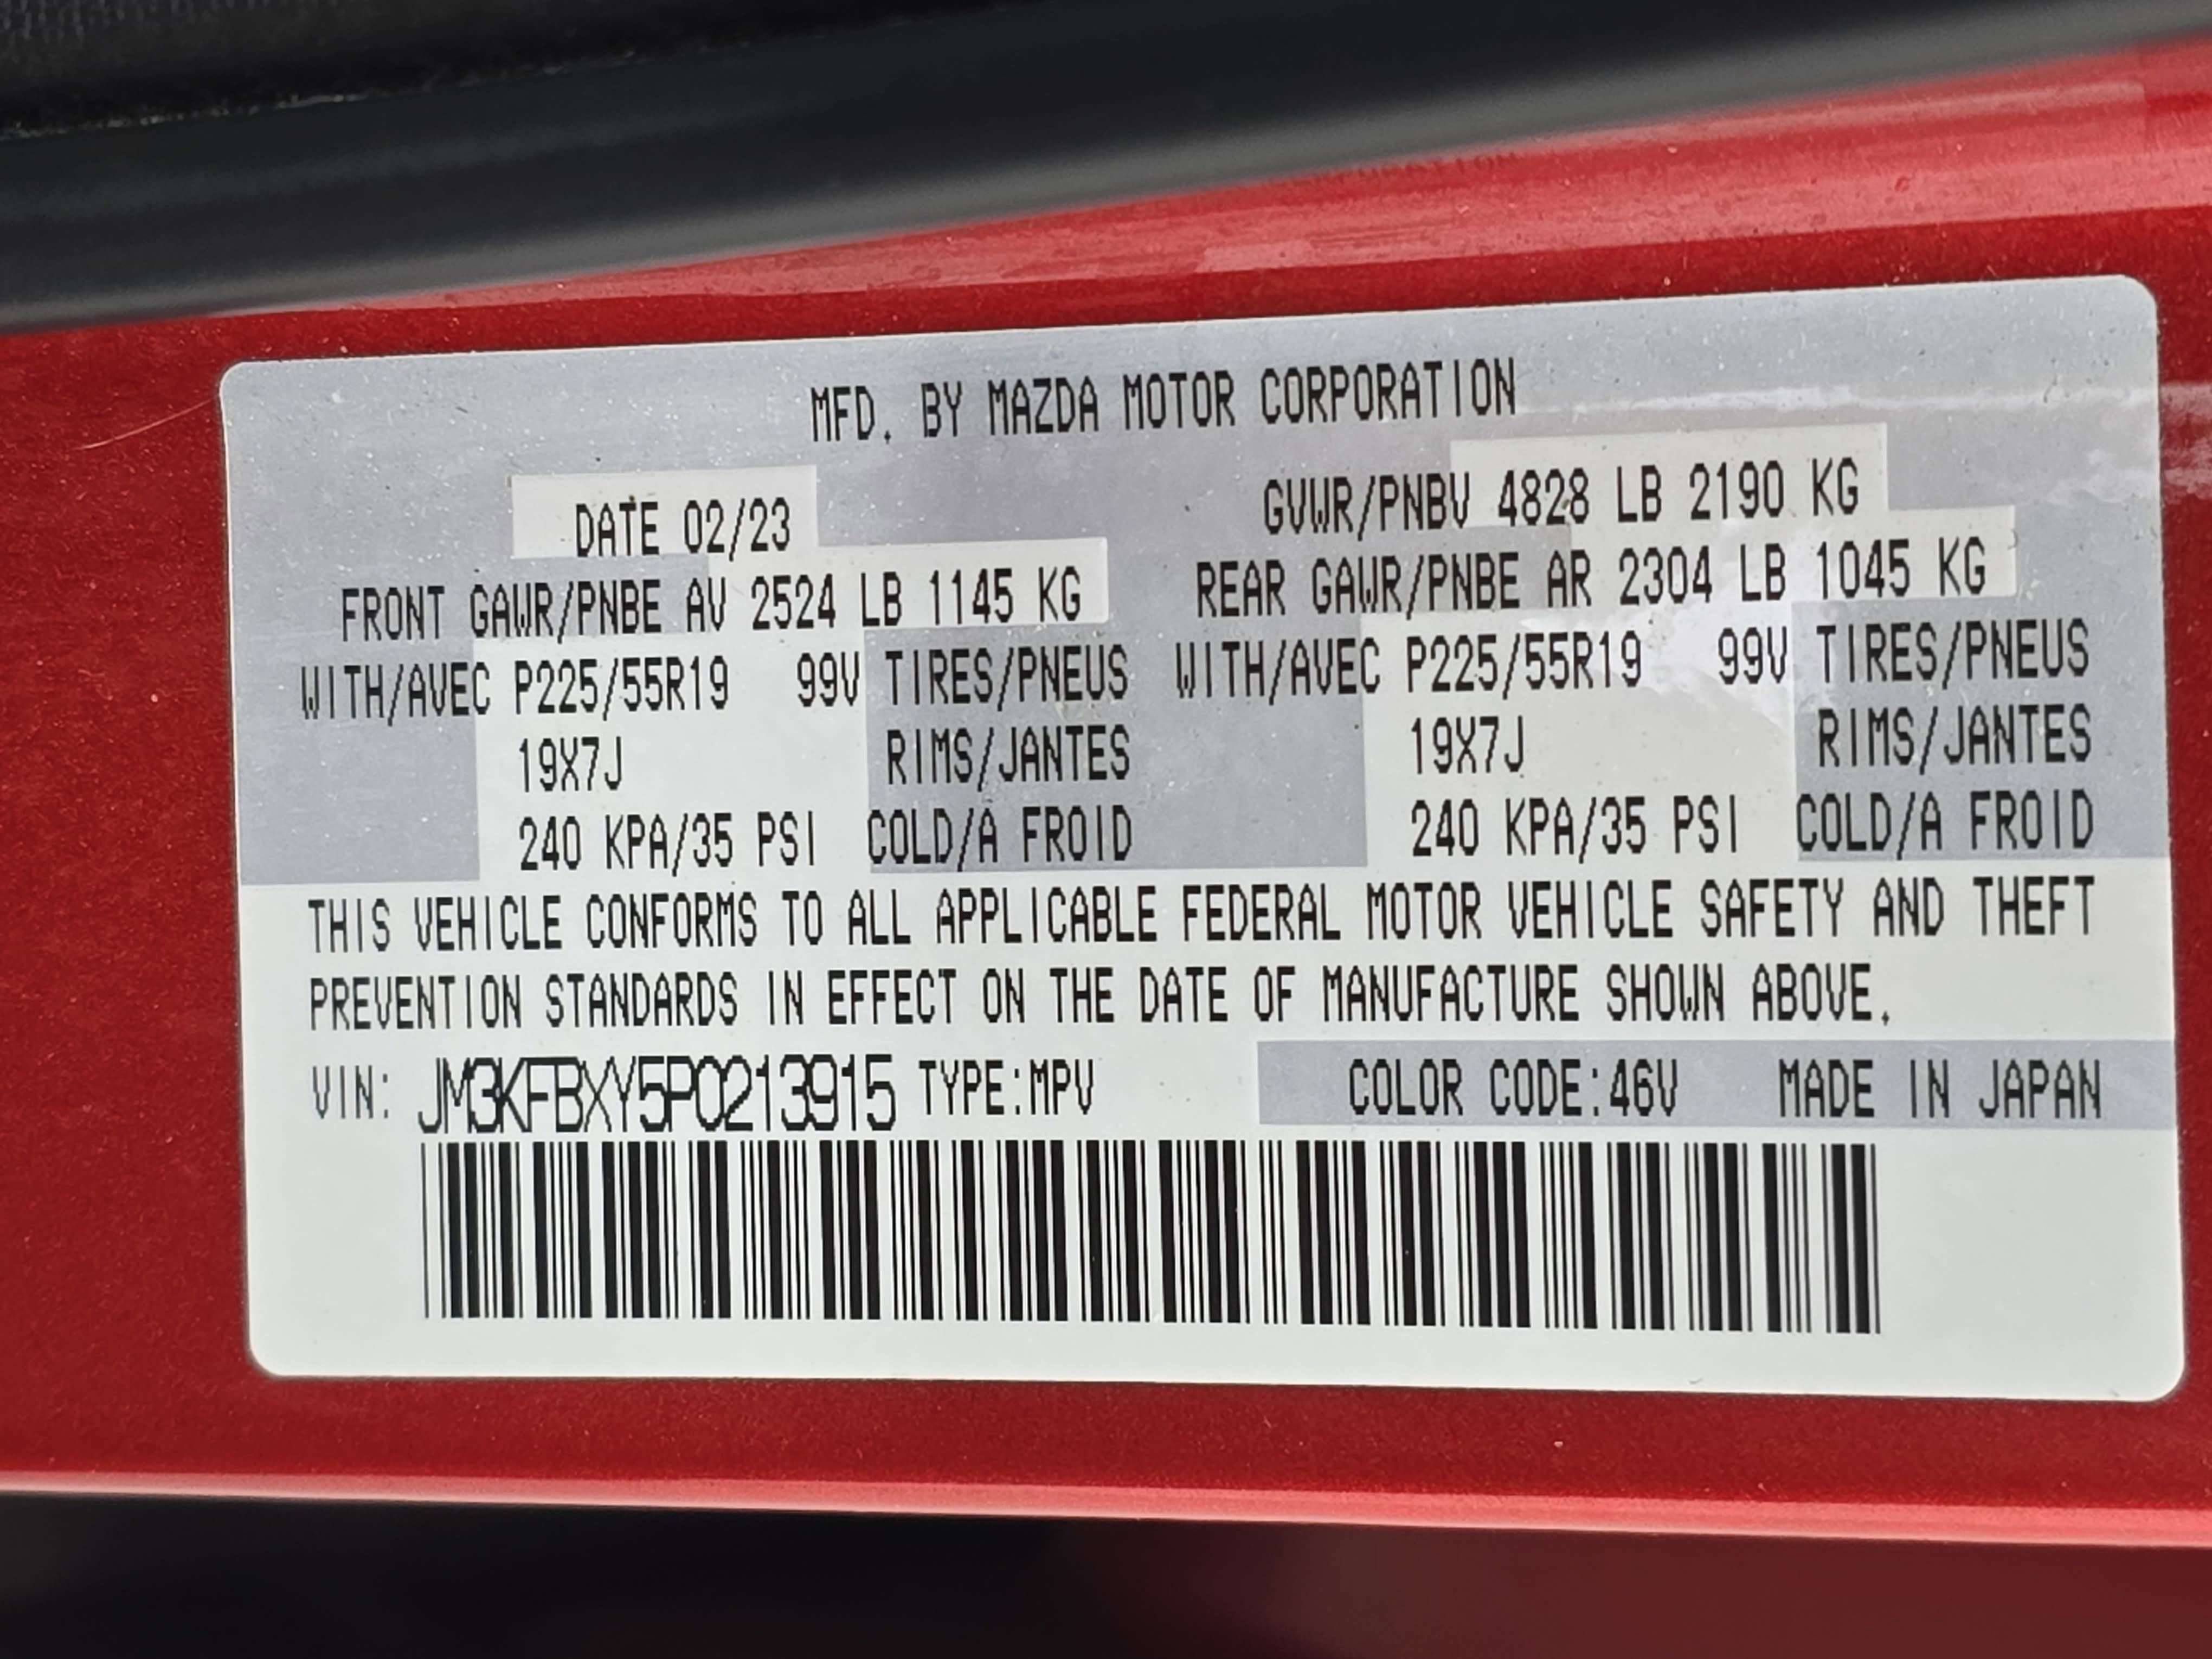 MFD. BY MAZDA MOTOR CORPORATION
DATE 02/23 GVWR/PNBV 4828 LB 2190 KG
FRONT GAWR/PNBE AV 2524 LB 1145 KG REAR GAWR/PNBE AR 2304 LB 1045 KG
WITH/AVEC P225/55R19 99V TIRES/PNEUS WITH/AVEC P225/55R19 99V TIRES/PNEUS
19X7J RIMS/JANTES 19X7J RIMS/JANTES
240 KPA/35 PSI COLD/A FROID 240 KPA/35 PSI COLD/A FROID
THIS VEHICLE CONFORMS TO ALL APPLICABLE FEDERAL MOTOR VEHICLE SAFETY AND THEFT
PREVENTION STANDARDS IN EFFECT ON THE DATE OF MANUFACTURE SHOWN ABOVE.
VIN: JM3KFBXY5P0213915 TYPE:MPV COLOR CODE:46V MADE IN JAPAN